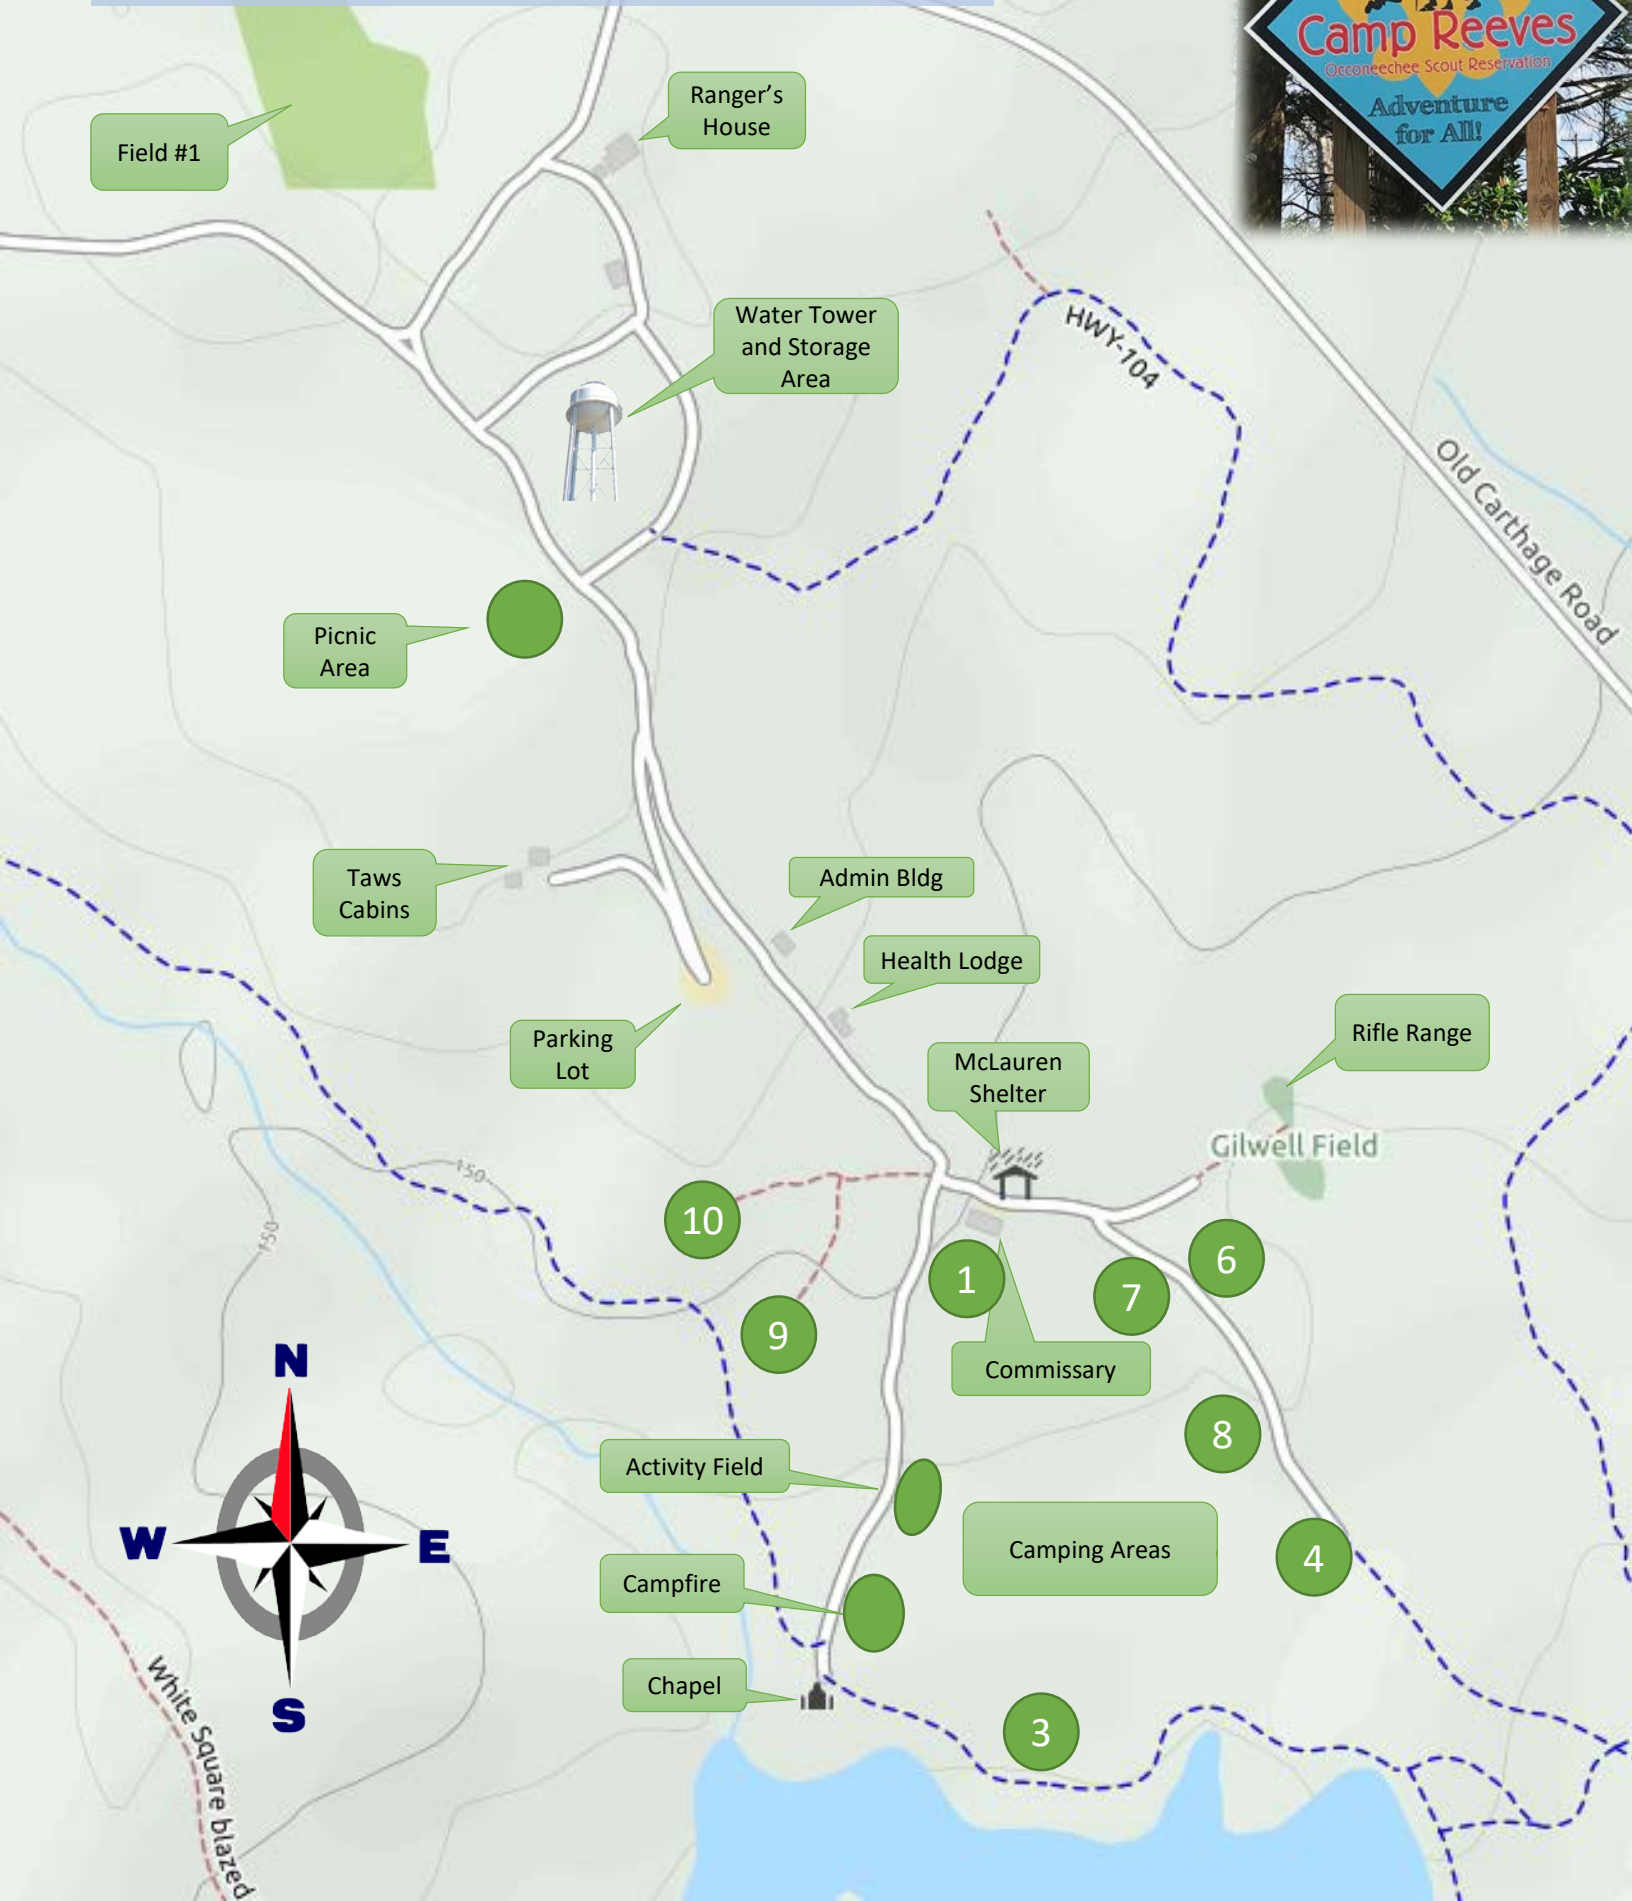 Camp Reeves
Occoneechee Scout Reservation
Adventure
for All!
Ranger's
House
Field #1
Water Tower
and Storage
Area
HWY-104
Old Carthage Road
Picnic
Area
Taws
Cabins
Admin Bldg
Health Lodge
Parking
Lot
Rifle Range
McLauren
Shelter
Gilwell Field
150
150
10
1
6
7
9
Commissary
8
N
W
E
S
Activity Field
Camping Areas
4
Campfire
Chapel
3
White Square blazed